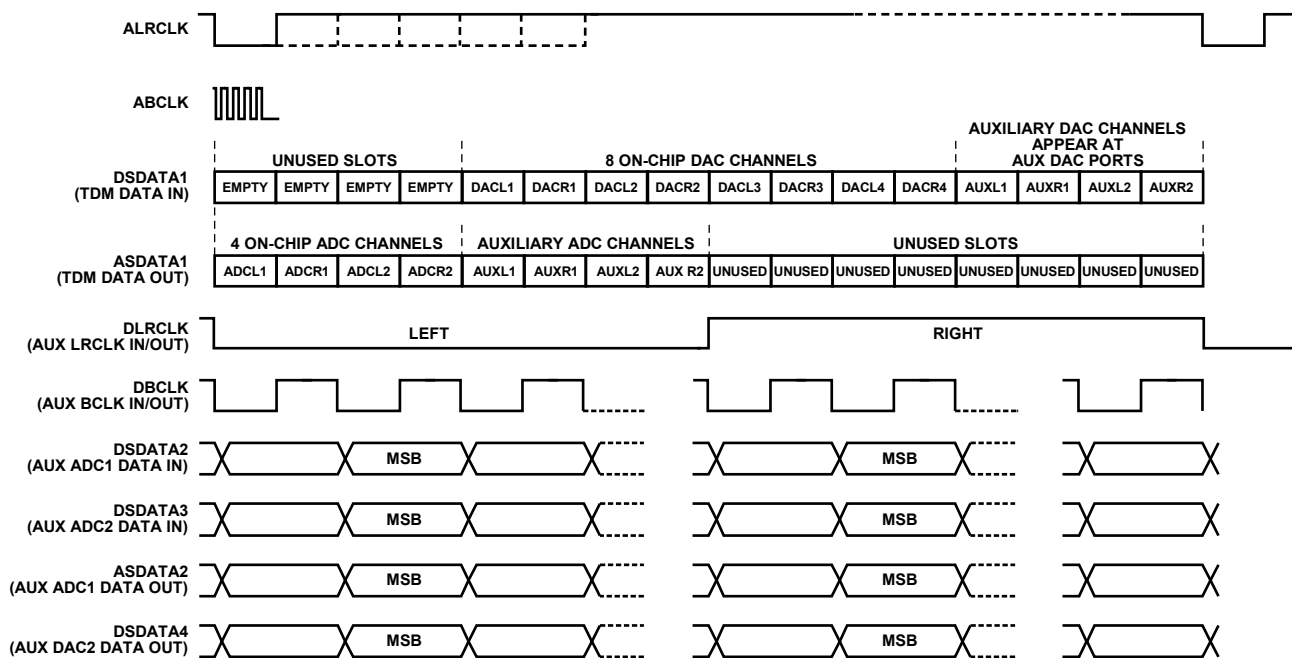 ALRCLK
ABCLK
AUXILIARY DAC CHANNELS
APPEAR AT
AUX DAC PORTS
UNUSED SLOTS
8 ON-CHIP DAC CHANNELS
DSDATA1
(TDM DATA IN)
EMPTY EMPTY EMPTY EMPTY DACL1 DACR1 DACL2 DACR2 DACL3 DACR3 DACL4 DACR4 AUXL1 AUXR1 AUXL2 AUXR2
4 ON-CHIP ADC CHANNELS
AUXILIARY ADC CHANNELS
UNUSED SLOTS
ASDATA1
(TDM DATA OUT)
ADCL1 ADCR1 ADCL2 ADCR2 AUXL1 AUXR1 AUXL2 AUX R2 UNUSED UNUSED UNUSED UNUSED UNUSED UNUSED UNUSED UNUSED
DLRCLK
(AUX LRCLK IN/OUT)
LEFT
RIGHT
DBCLK
(AUX BCLK IN/OUT)
DSDATA2
(AUX ADC1 DATA IN)
MSB
MSB
DSDATA3
(AUX ADC2 DATA IN)
MSB
MSB
ASDATA2
(AUX ADC1 DATA OUT)
MSB
MSB
DSDATA4
(AUX DAC2 DATA OUT)
MSB
MSB